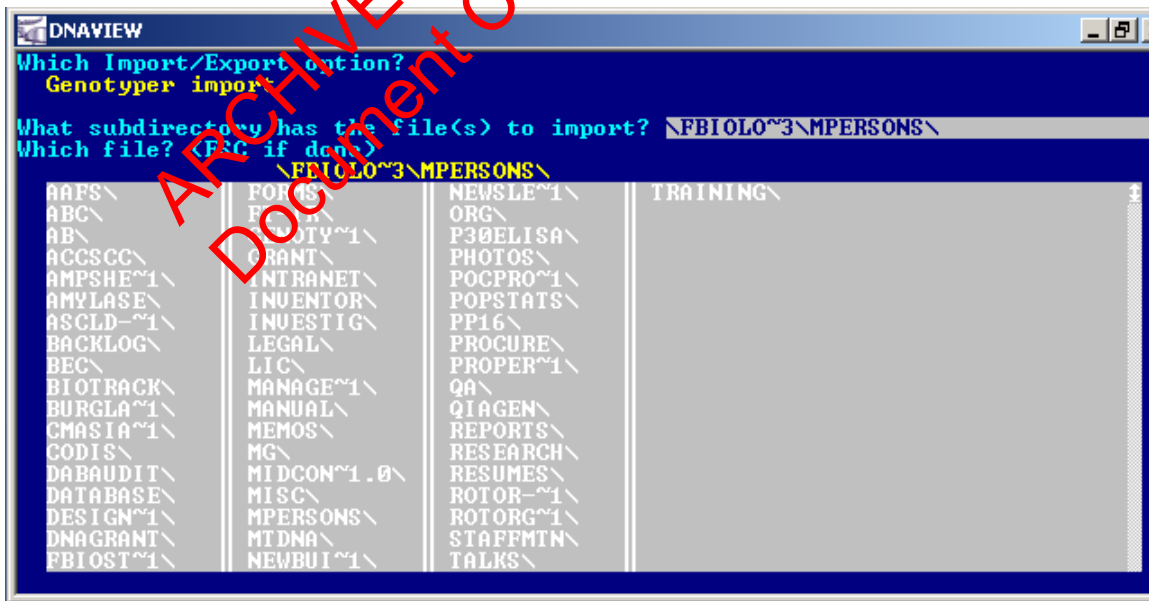 DNAVIEW
Which Import/Export option?
Genotyper import
What subdirectory has the file(s) to import? \FBIOLO~3\MPERSONS\
Which file? (ESC if done)
\FBIOLO~3\MPERSONS\
AAFS\ FORMS\ NEWSLE~1\ TRAINING\
ABC\ ORG\
AB\ GENOTY~1\ P30ELISA\
ACCSCC\ GRANT\ PHOTOS\
AMPSHE~1\ INTRANET\ POCPRO~1\
AMYLASE\ INVENTOR\ POPSTATS\
ASCLD-~1\ INVESTIG\ PP16\
BACKLOG\ LEGAL\ PROCURE\
BEC\ LIC\ PROPER~1\
BIOTRACK\ MANAGE~1\ QA\
BURGLA~1\ MANUAL\ QIAGEN\
CMASIA~1\ MEMOS\ REPORTS\
CODIS\ MG\ RESEARCH\
DABAUDIT\ MIDCON~1.0\ RESUMES\
DATABASE\ MISC\ ROTOR-~1\
DESIGN~1\ MPERSONS\ ROTORG~1\
DNAGRANT\ MTDNA\ STAFFMTN\
FBIOST~1\ NEWBUI~1\ TALKS\
ARCHIVE
Document O